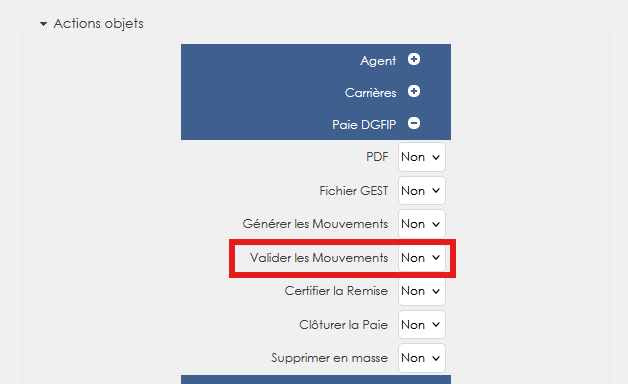 Actions objets
Agent
Carrières
Paie DGFIP
PDF Non
Fichier GEST Non
Générer les Mouvements Non
Valider les Mouvements Non
Certifier la Remise Non
Clôturer la Paie Non
Supprimer en masse Non